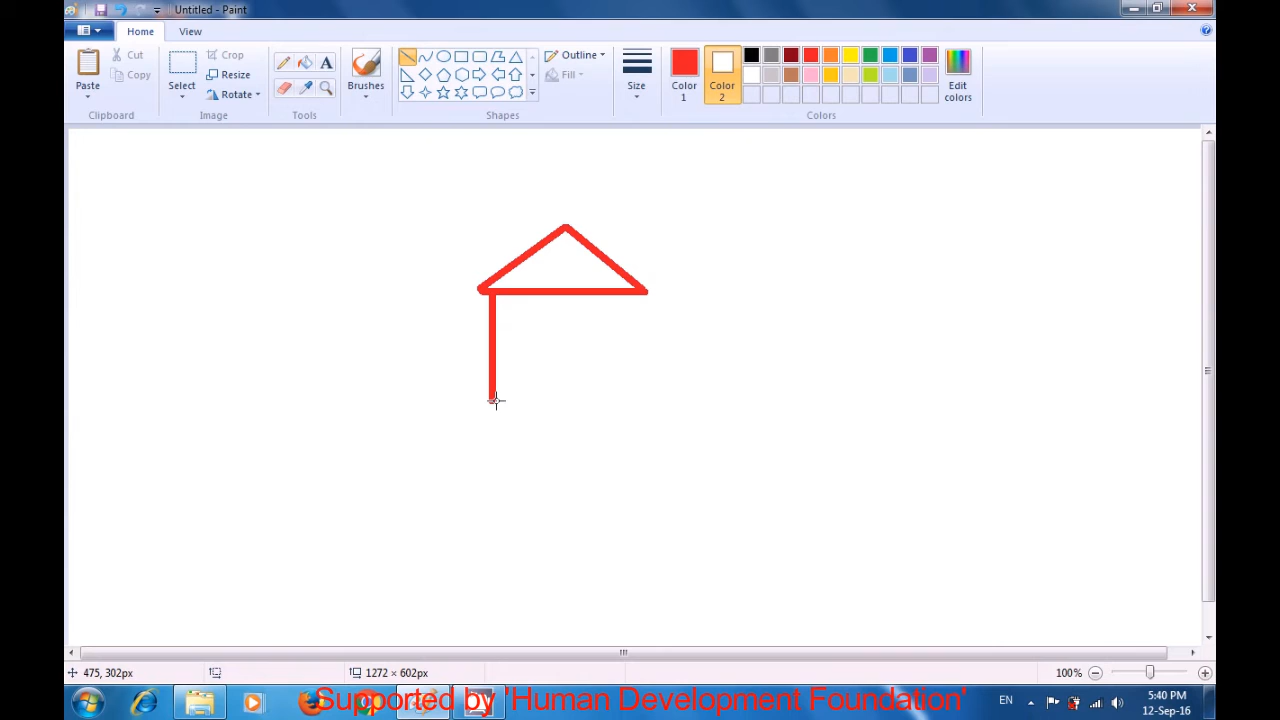 Untitled - Paint
Home
View
Paste
Cut
Copy
Clipboard
Select
Crop
Resize
Rotate
Image
A
Tools
Brushes
Shapes
Outline
Fill
Size
Color 1
Color 2
Edit colors
Colors
475, 302px
1272 × 602px
100%
Supported by 'Human Development Foundation'
EN
5:40 PM
12-Sep-16